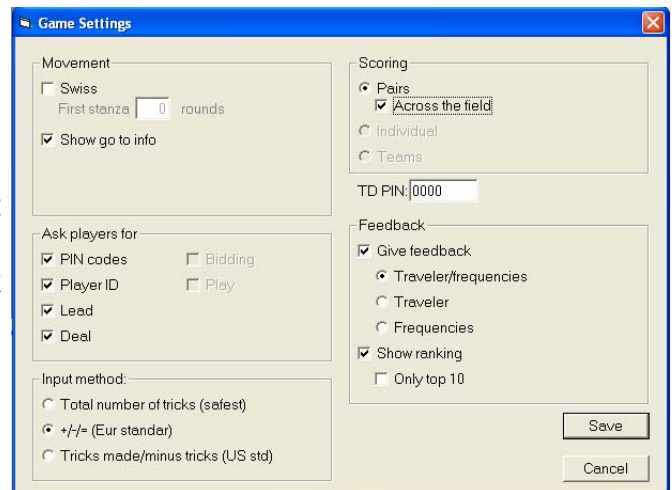 Game Settings
Movement
Swiss
First stanza 0 rounds
Show go to info
Ask players for
PIN codes Bidding
Player ID Play
Lead
Deal
Input method:
Total number of tricks (safest)
+/-/= (Eur standar)
Tricks made/minus tricks (US std)
Scoring
Pairs
Across the field
Individual
Teams
TD PIN: 0000
Feedback
Give feedback
Traveler/frequencies
Traveler
Frequencies
Show ranking
Only top 10
Save
Cancel